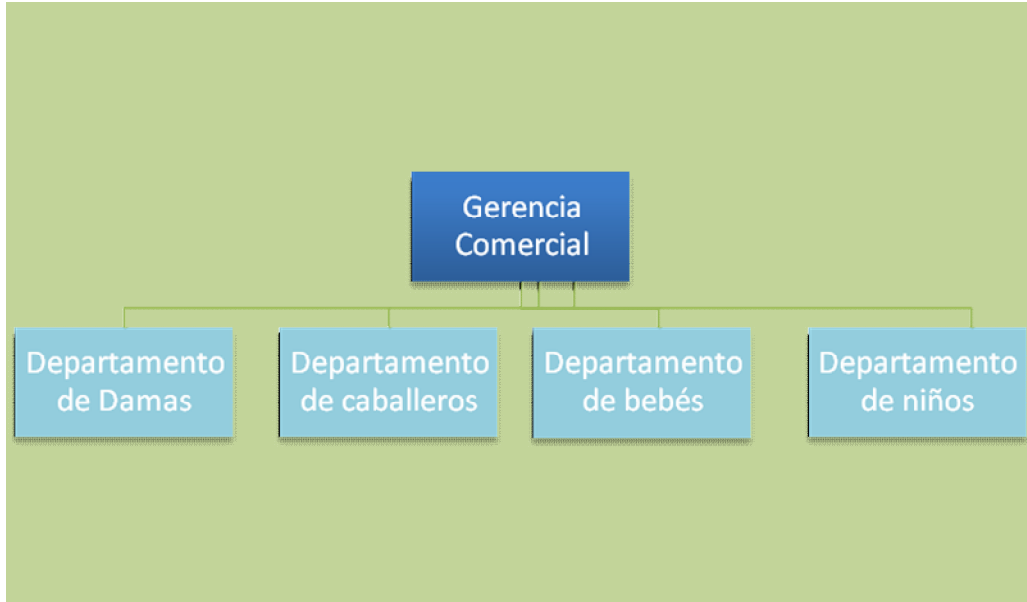 Gerencia
Comercial
Departamento
de Damas
Departamento
de caballeros
Departamento
de bebés
Departamento
de niños